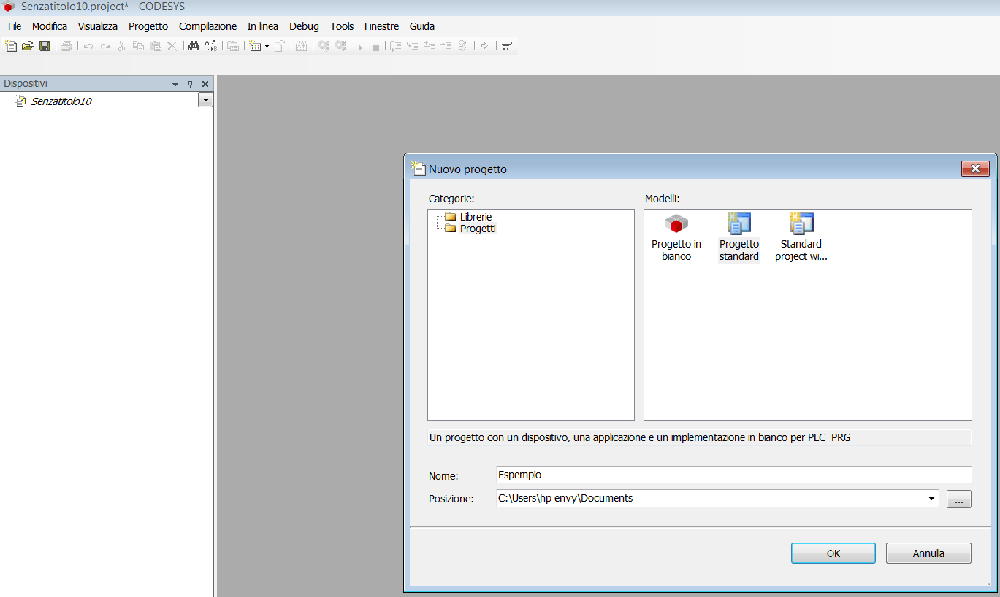 Senzatitolo10.project* - CODESYS
File Modifica Visualizza Progetto Compilazione In linea Debug Tools Finestre Guida
Dispositivi
Senzatitolo10
Nuovo progetto
Categorie:
Librerie
Progetti
Modelli:
Progetto in bianco
Progetto standard
Standard project wi...
Un progetto con un dispositivo, una applicazione e un implementazione in bianco per PLC_PRG
Nome:
Espempio
Posizione:
C:\Users\hp envy\Documents
...
OK
Annulla